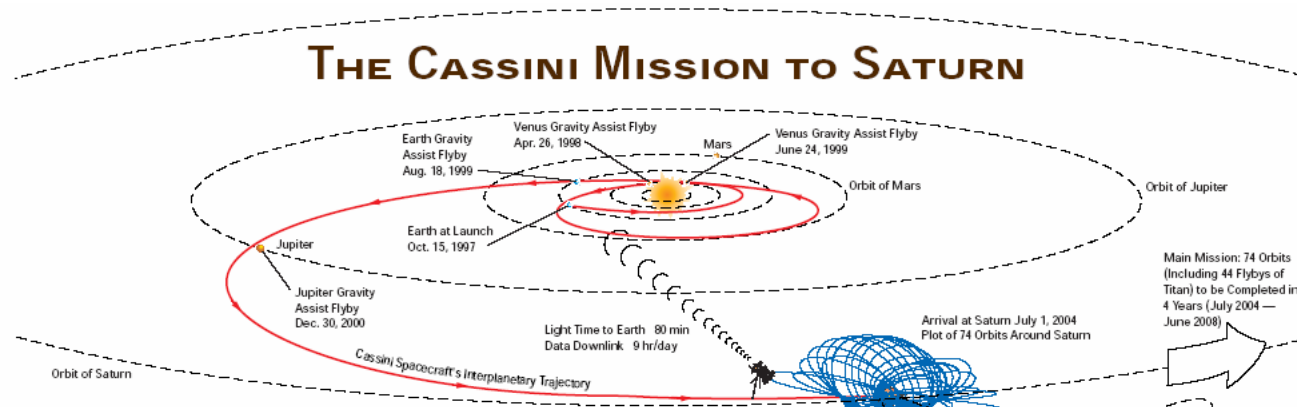 THE CASSINI MISSION TO SATURN
Venus Gravity Assist Flyby
Apr. 26, 1998
Earth Gravity
Assist Flyby
Aug. 18, 1999
Mars
Venus Gravity Assist Flyby
June 24, 1999
Orbit of Mars
Orbit of Jupiter
Earth at Launch
Oct. 15, 1997
Jupiter
Jupiter Gravity
Assist Flyby
Dec. 30, 2000
Main Mission: 74 Orbits
(Including 44 Flybys of
Titan) to be Completed in
4 Years (July 2004 —
June 2008)
Light Time to Earth 80 min
Data Downlink 9 hr/day
Arrival at Saturn July 1, 2004
Plot of 74 Orbits Around Saturn
Orbit of Saturn
Cassini Spacecraft's Interplanetary Trajectory